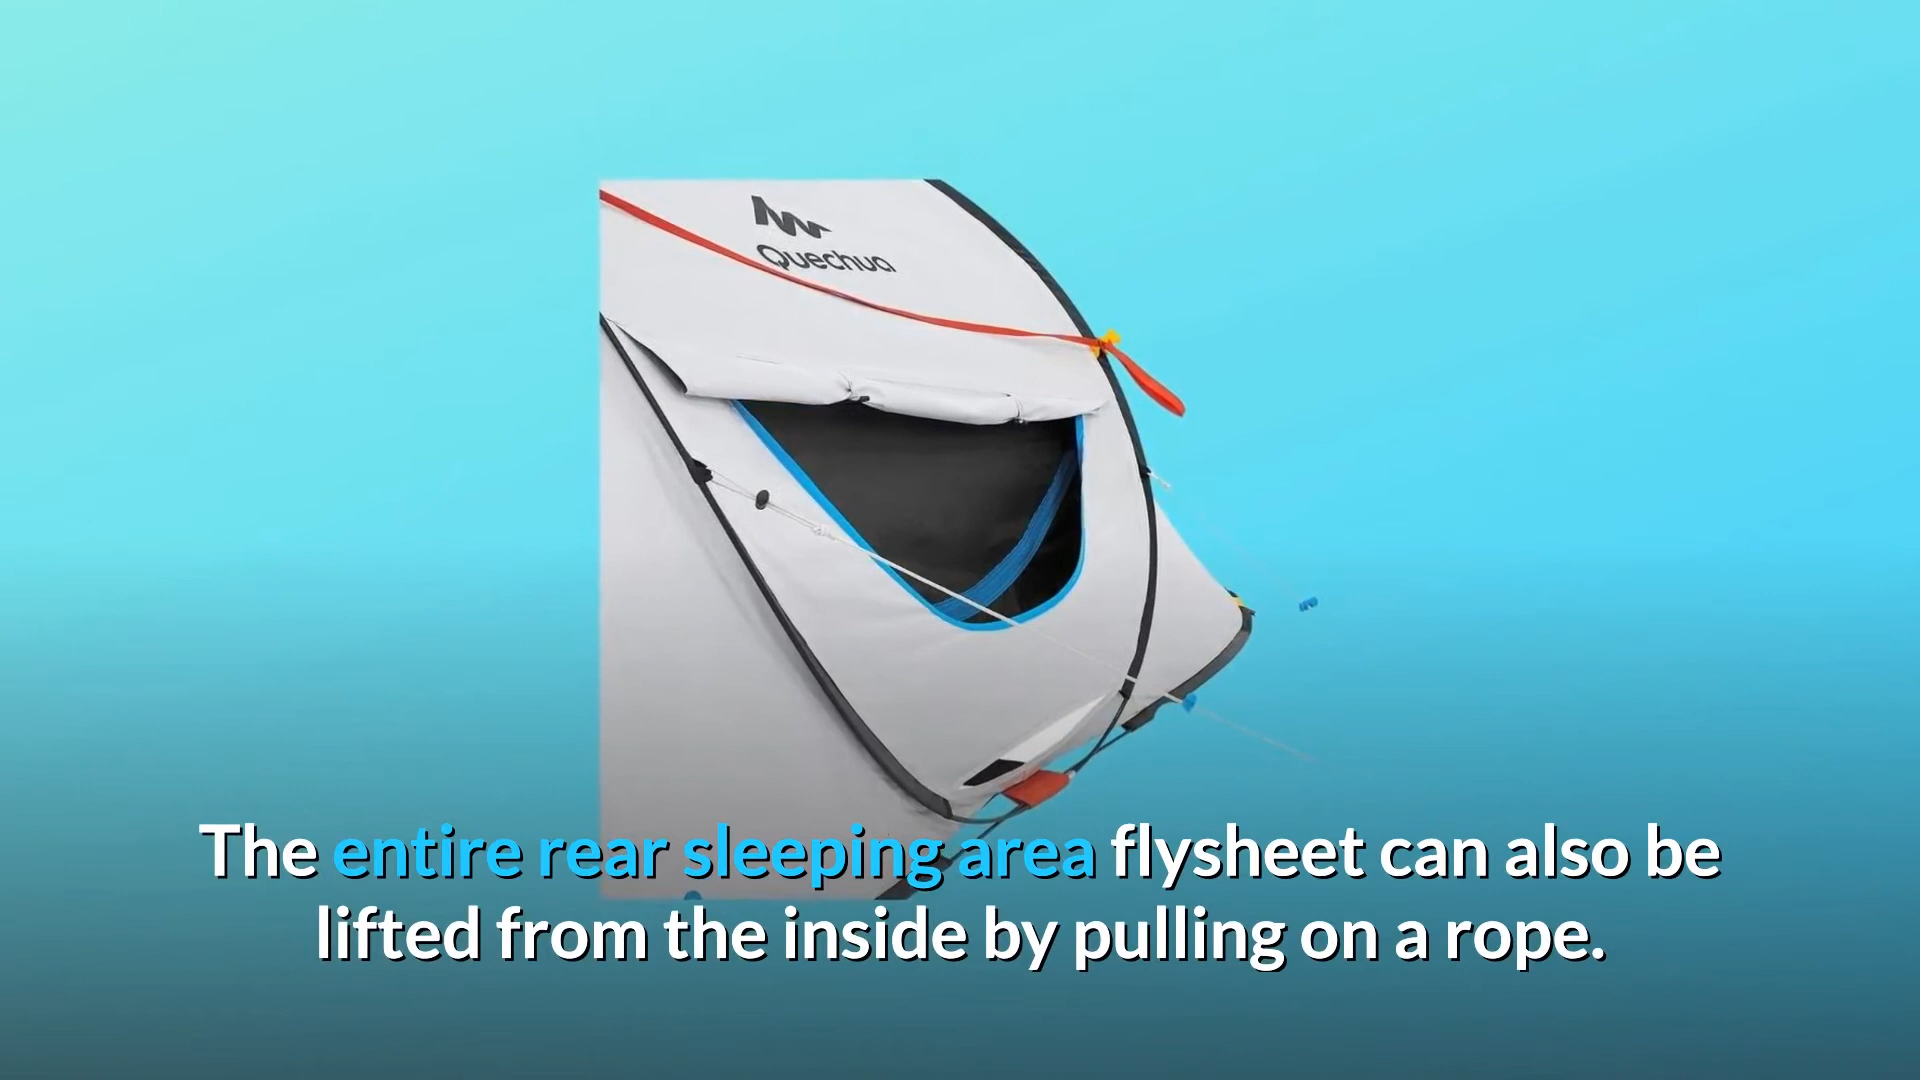 Quechua
The entire rear sleeping area flysheet can also be
lifted from the inside by pulling on a rope.